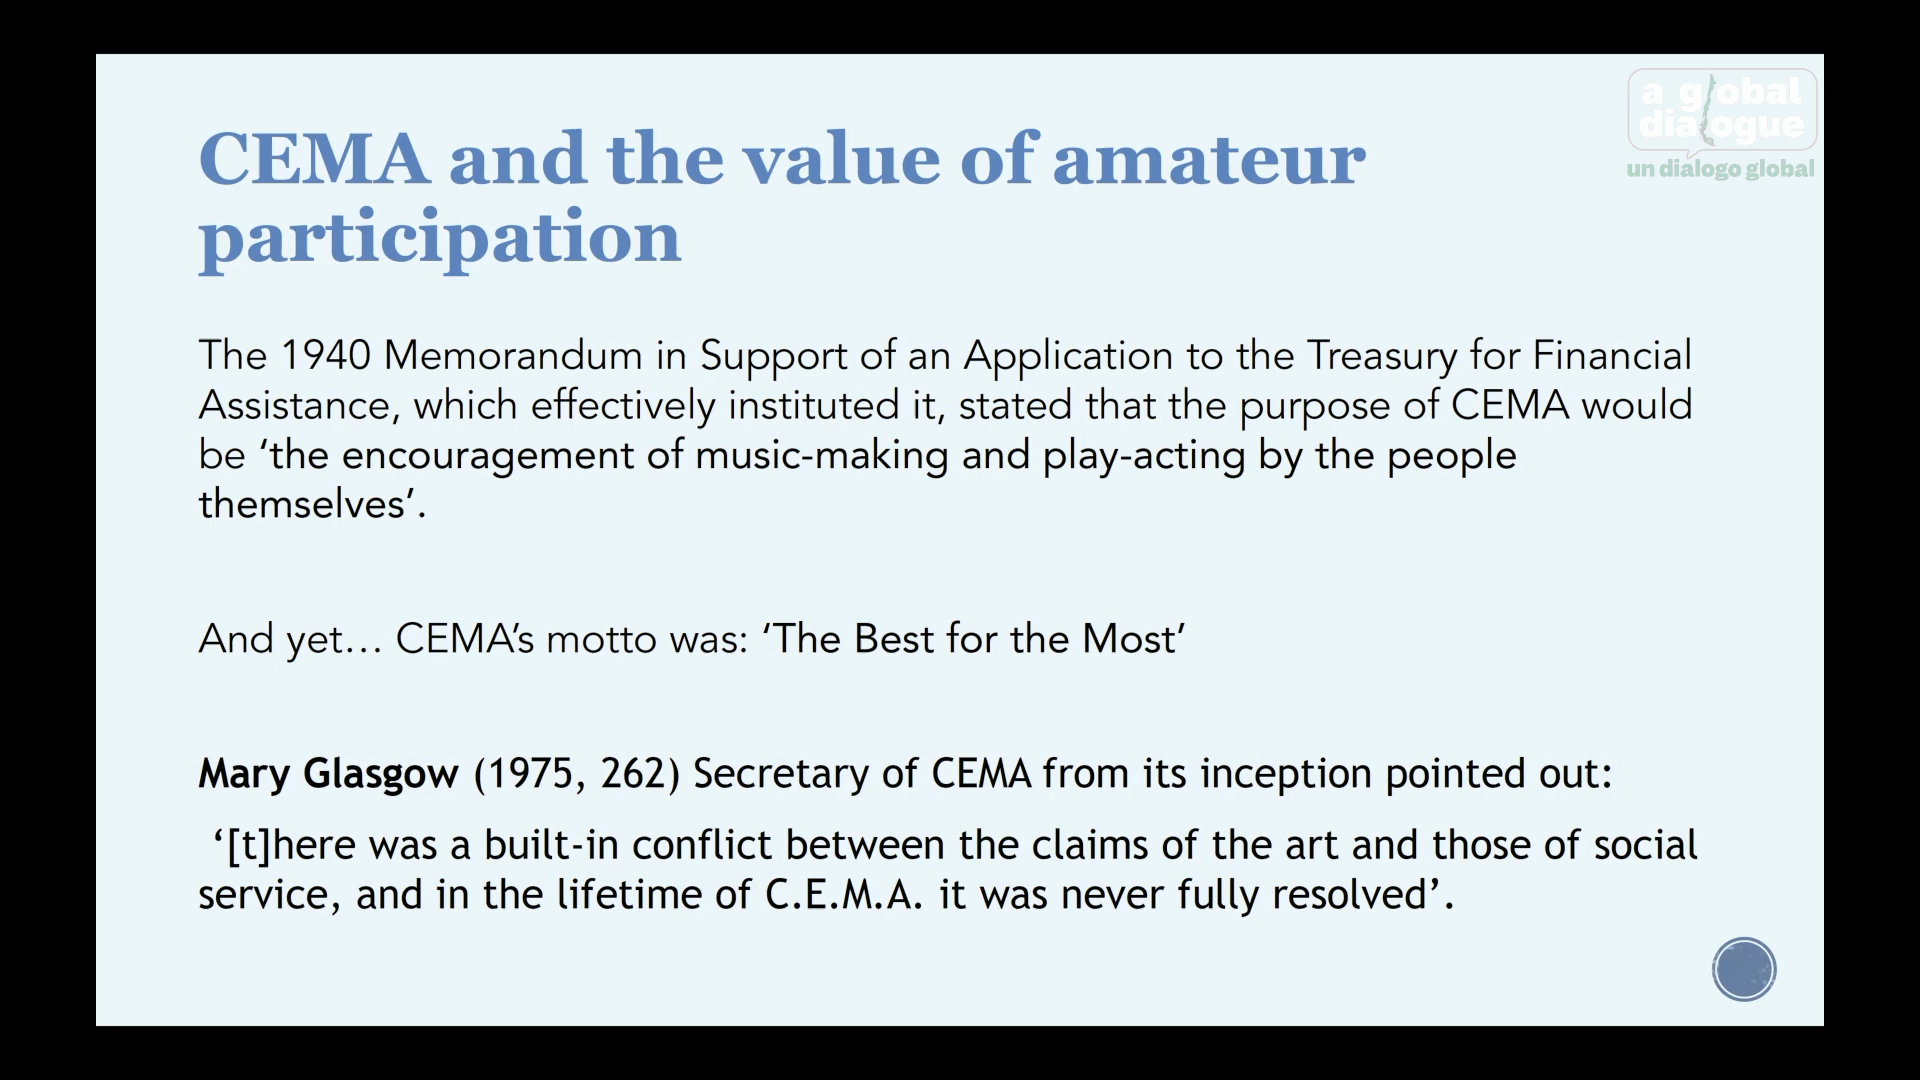 a global
dialogue
un dialogo global
CEMA and the value of amateur
participation
The 1940 Memorandum in Support of an Application to the Treasury for Financial
Assistance, which effectively instituted it, stated that the purpose of CEMA would
be ‘the encouragement of music-making and play-acting by the people
themselves’.
And yet… CEMA’s motto was: ‘The Best for the Most’
Mary Glasgow (1975, 262) Secretary of CEMA from its inception pointed out:
‘[t]here was a built-in conflict between the claims of the art and those of social
service, and in the lifetime of C.E.M.A. it was never fully resolved’.